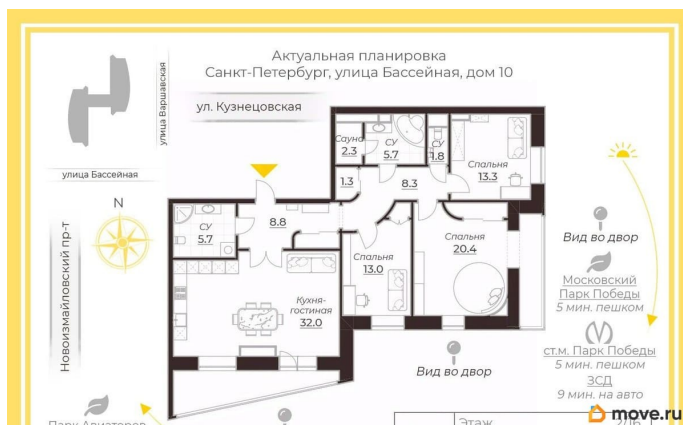 Актуальная планировка
Санкт-Петербург, улица Бассейная, дом 10
улица Варшавская
ул. Кузнецовская
улица Бассейная
N
Новоизмайловский пр-т
Сауна
2.3
СУ
5.7
СУ
1.8
Спальня
13.3
1.3
8.3
СУ
5.7
8.8
Спальня
13.0
Спальня
20.4
Кухня-
гостиная
32.0
Вид во двор
Московский
Парк Победы
5 мин. пешком
ст.м. Парк Победы
5 мин. пешком
ЗСД
9 мин. на авто
Вид во двор
Парк Авиаторов
Этаж
move.ru